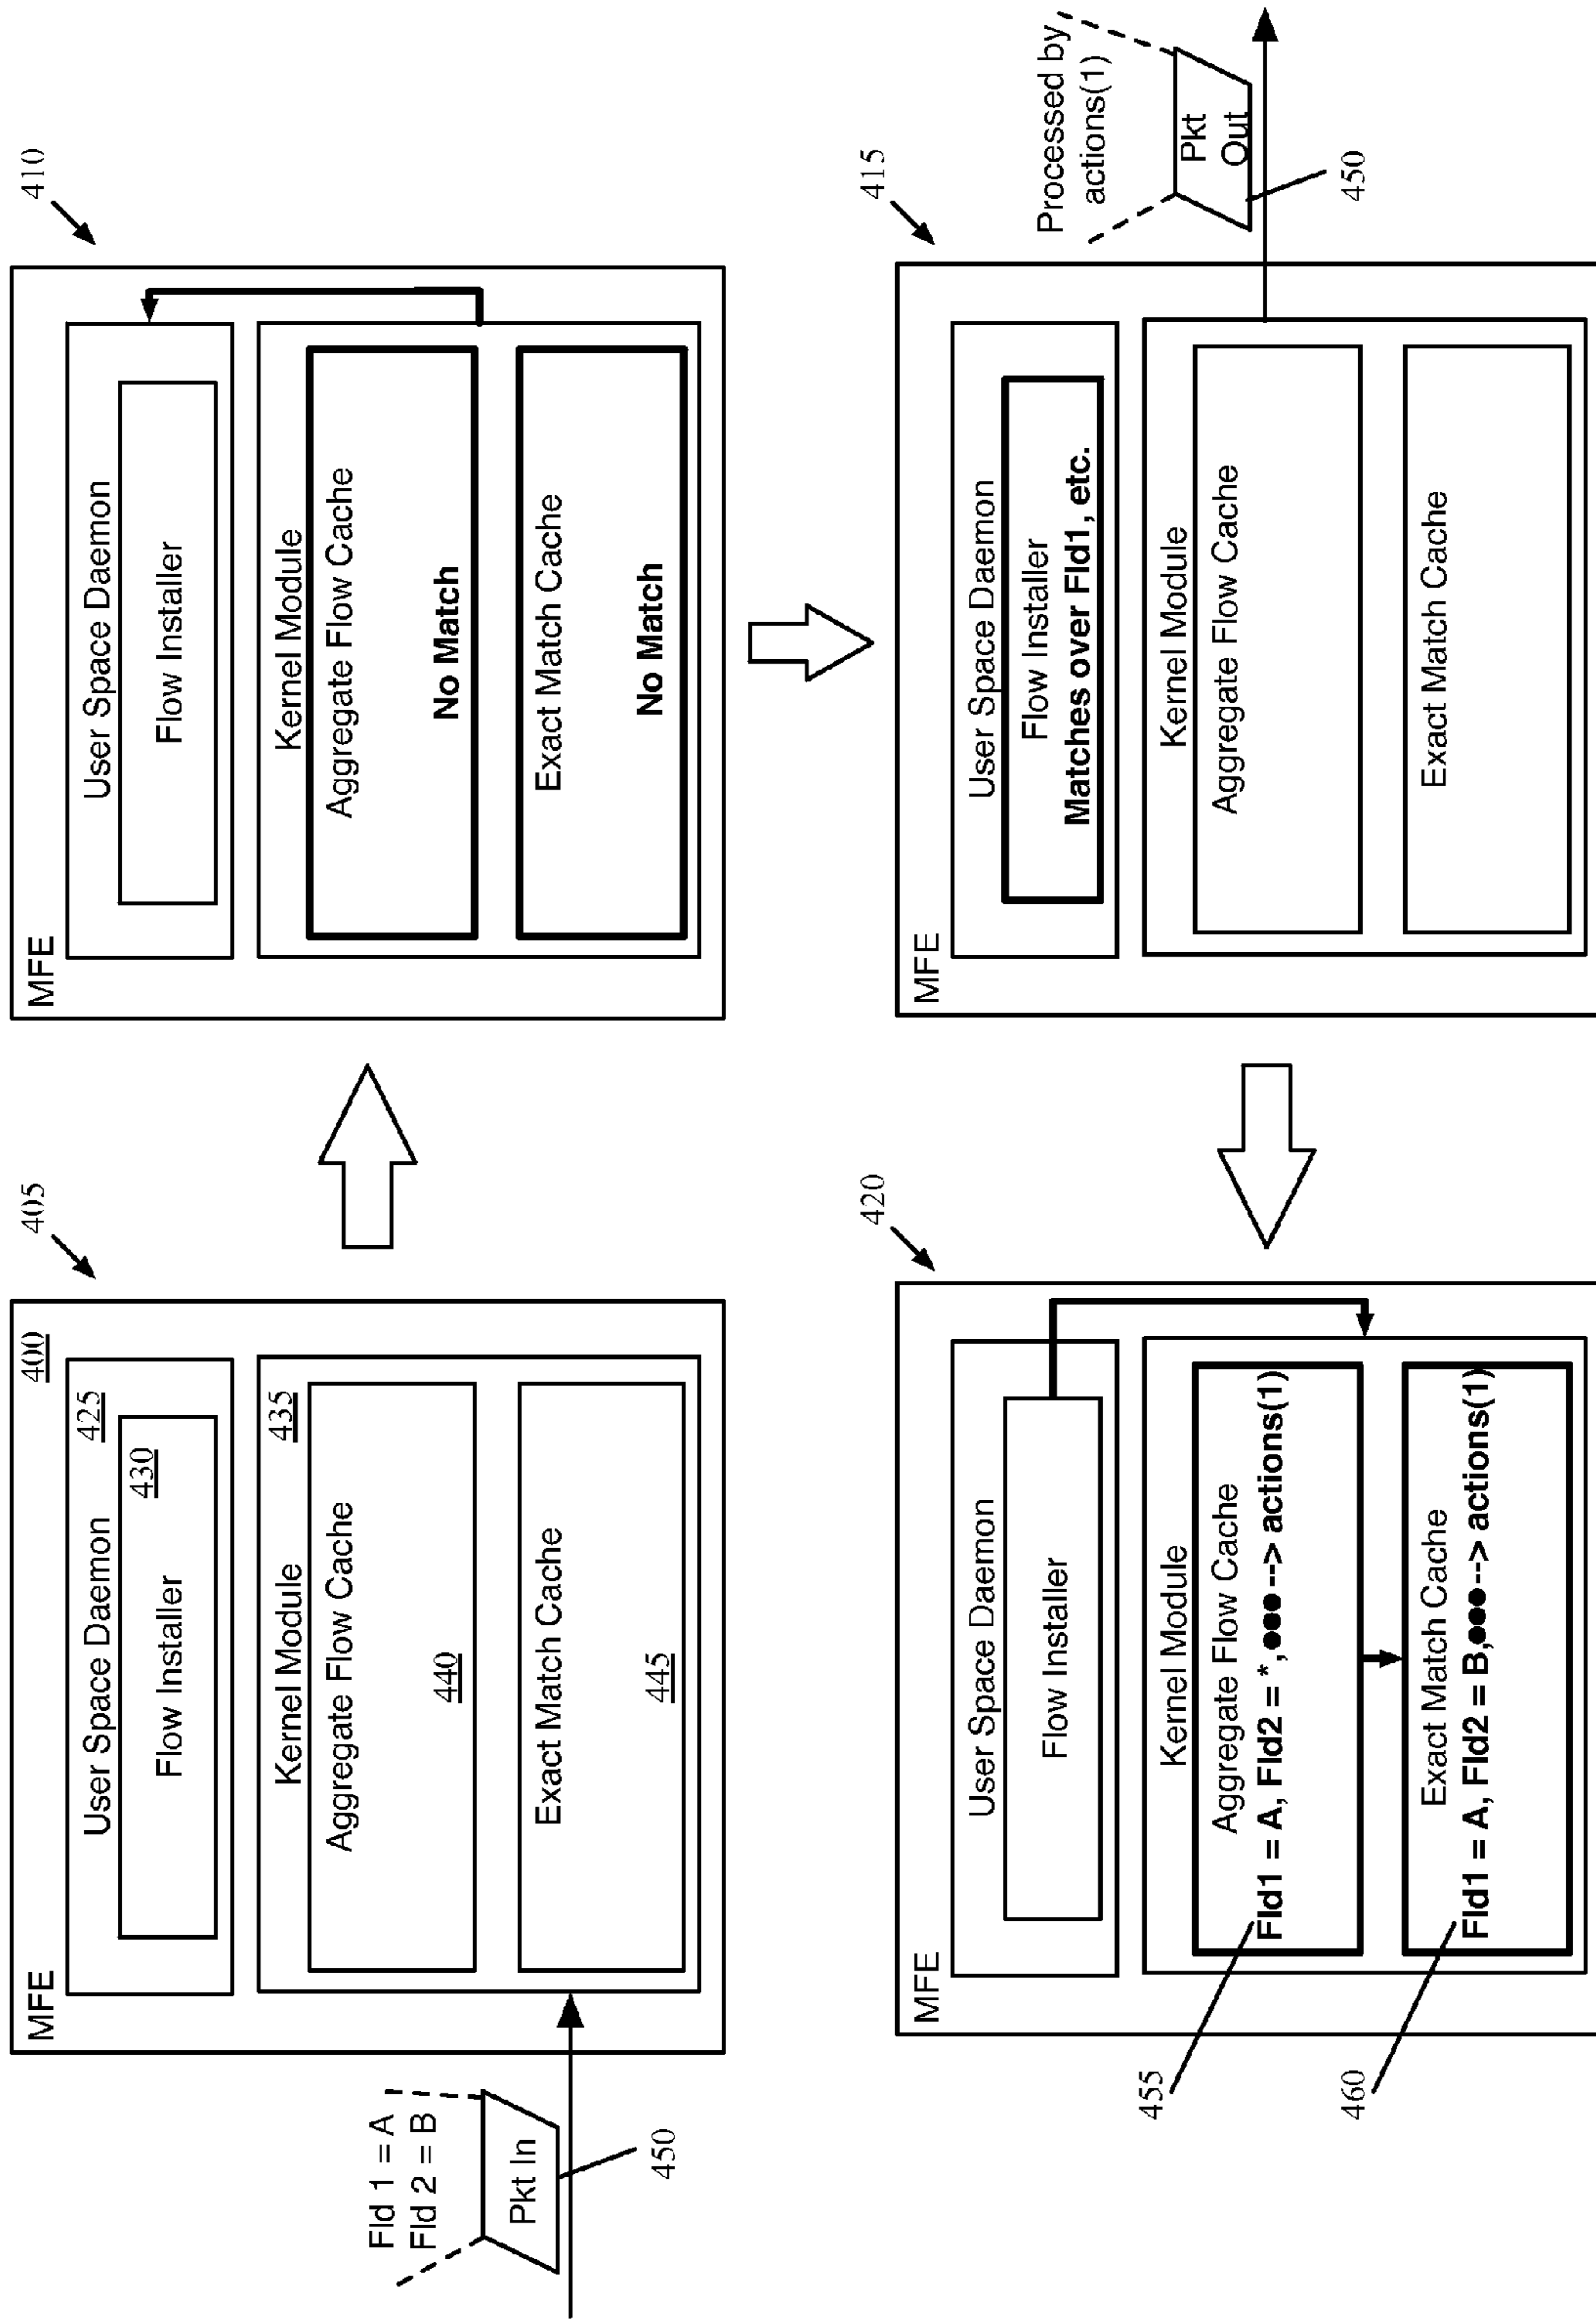 405
MFE
400
User Space Daemon
425
Flow Installer
430
Kernel Module
435
Aggregate Flow Cache
440
Exact Match Cache
445
Fld 1 = A
Fld 2 = B
Pkt In
450
410
MFE
User Space Daemon
Flow Installer
Kernel Module
Aggregate Flow Cache
No Match
Exact Match Cache
No Match
415
MFE
User Space Daemon
Flow Installer
Matches over Fld1, etc.
Kernel Module
Aggregate Flow Cache
Exact Match Cache
Processed by
actions(1)
Pkt
Out
450
420
MFE
User Space Daemon
Flow Installer
Kernel Module
Aggregate Flow Cache
Fld1 = A, Fld2 = *,●●●--> actions(1)
Exact Match Cache
Fld1 = A, Fld2 = B,●●●--> actions(1)
455
460